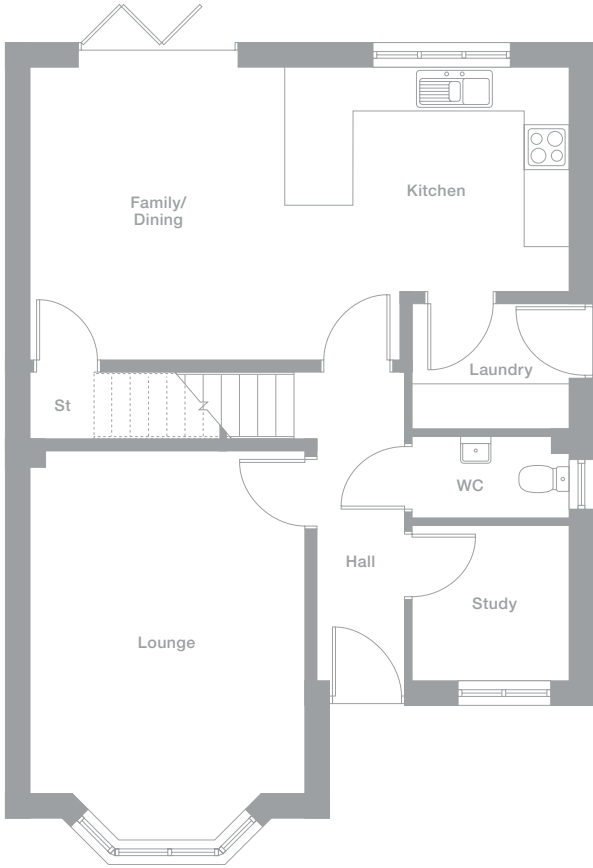 Family/
Dining
Kitchen
Laundry
St
WC
Hall
Study
Lounge